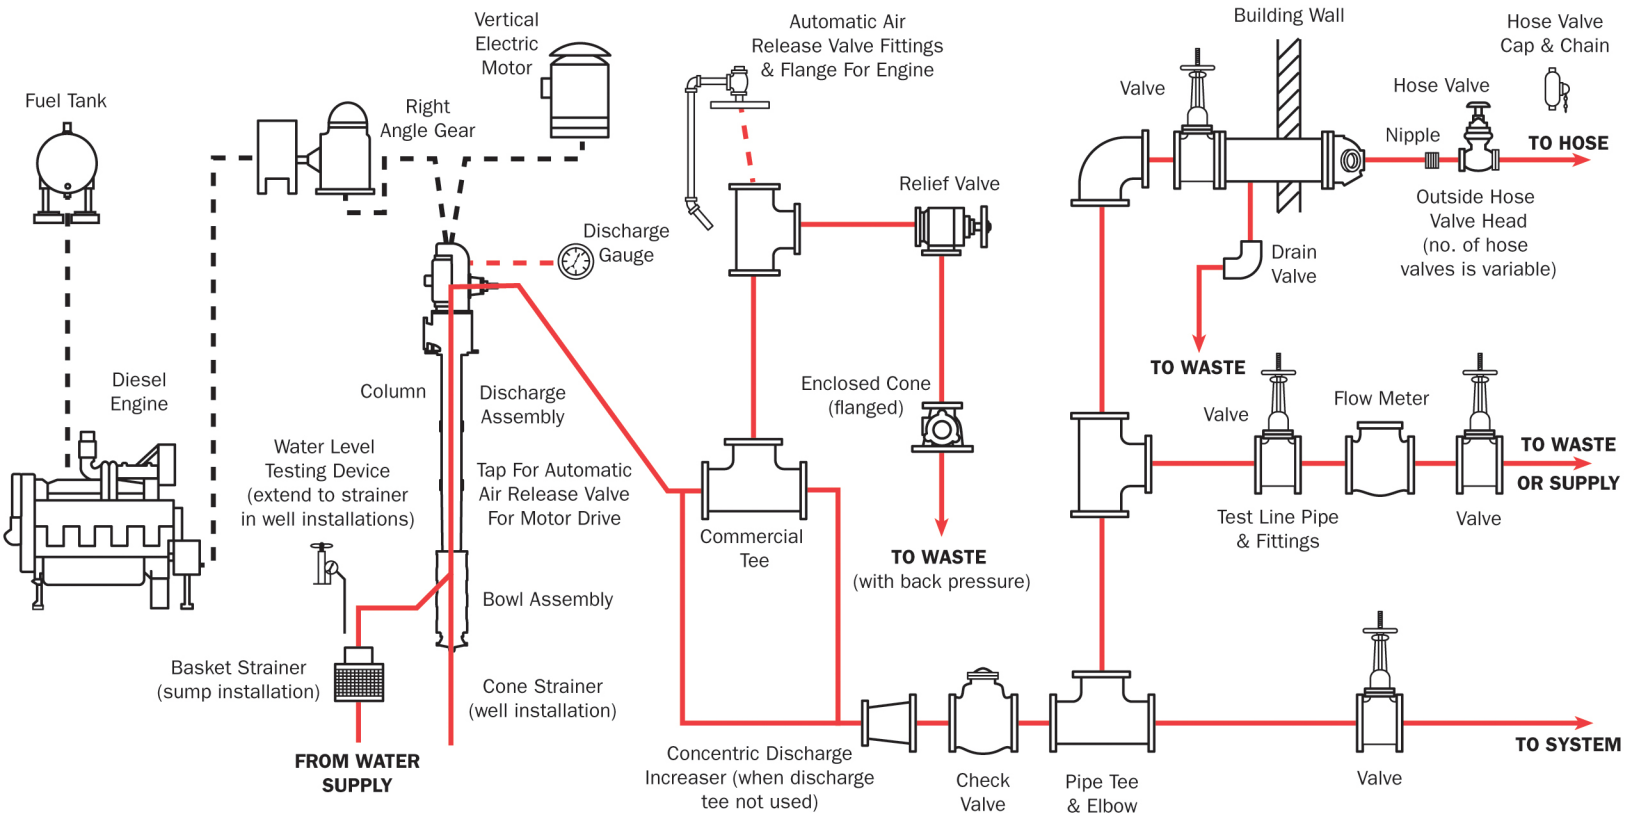 Vertical
Electric
Motor
Automatic Air
Release Valve Fittings
& Flange For Engine
Building Wall
Hose Valve
Cap & Chain
Fuel Tank
Right
Angle Gear
Valve
Hose Valve
Nipple
TO HOSE
Relief Valve
Outside Hose
Valve Head
(no. of hose
valves is variable)
Discharge
Gauge
Drain
Valve
TO WASTE
Diesel
Engine
Column
Discharge
Assembly
Enclosed Cone
(flanged)
Valve
Flow Meter
TO WASTE
OR SUPPLY
Water Level
Testing Device
(extend to strainer
in well installations)
Tap For Automatic
Air Release Valve
For Motor Drive
Commercial
Tee
Test Line Pipe
& Fittings
Valve
TO WASTE
(with back pressure)
Bowl Assembly
Basket Strainer
(sump installation)
Cone Strainer
(well installation)
FROM WATER
SUPPLY
Concentric Discharge
Increaser (when discharge
tee not used)
Check
Valve
Pipe Tee
& Elbow
Valve
TO SYSTEM